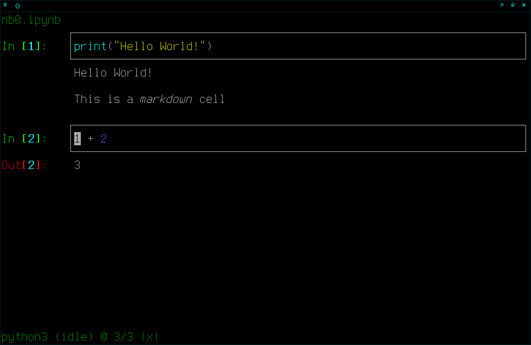 nb0.ipynb
In [1]: print("Hello World!")
Hello World!
This is a markdown cell
In [2]: 1 + 2
Out[2]: 3
python3 (idle) @ 3/3 |x|